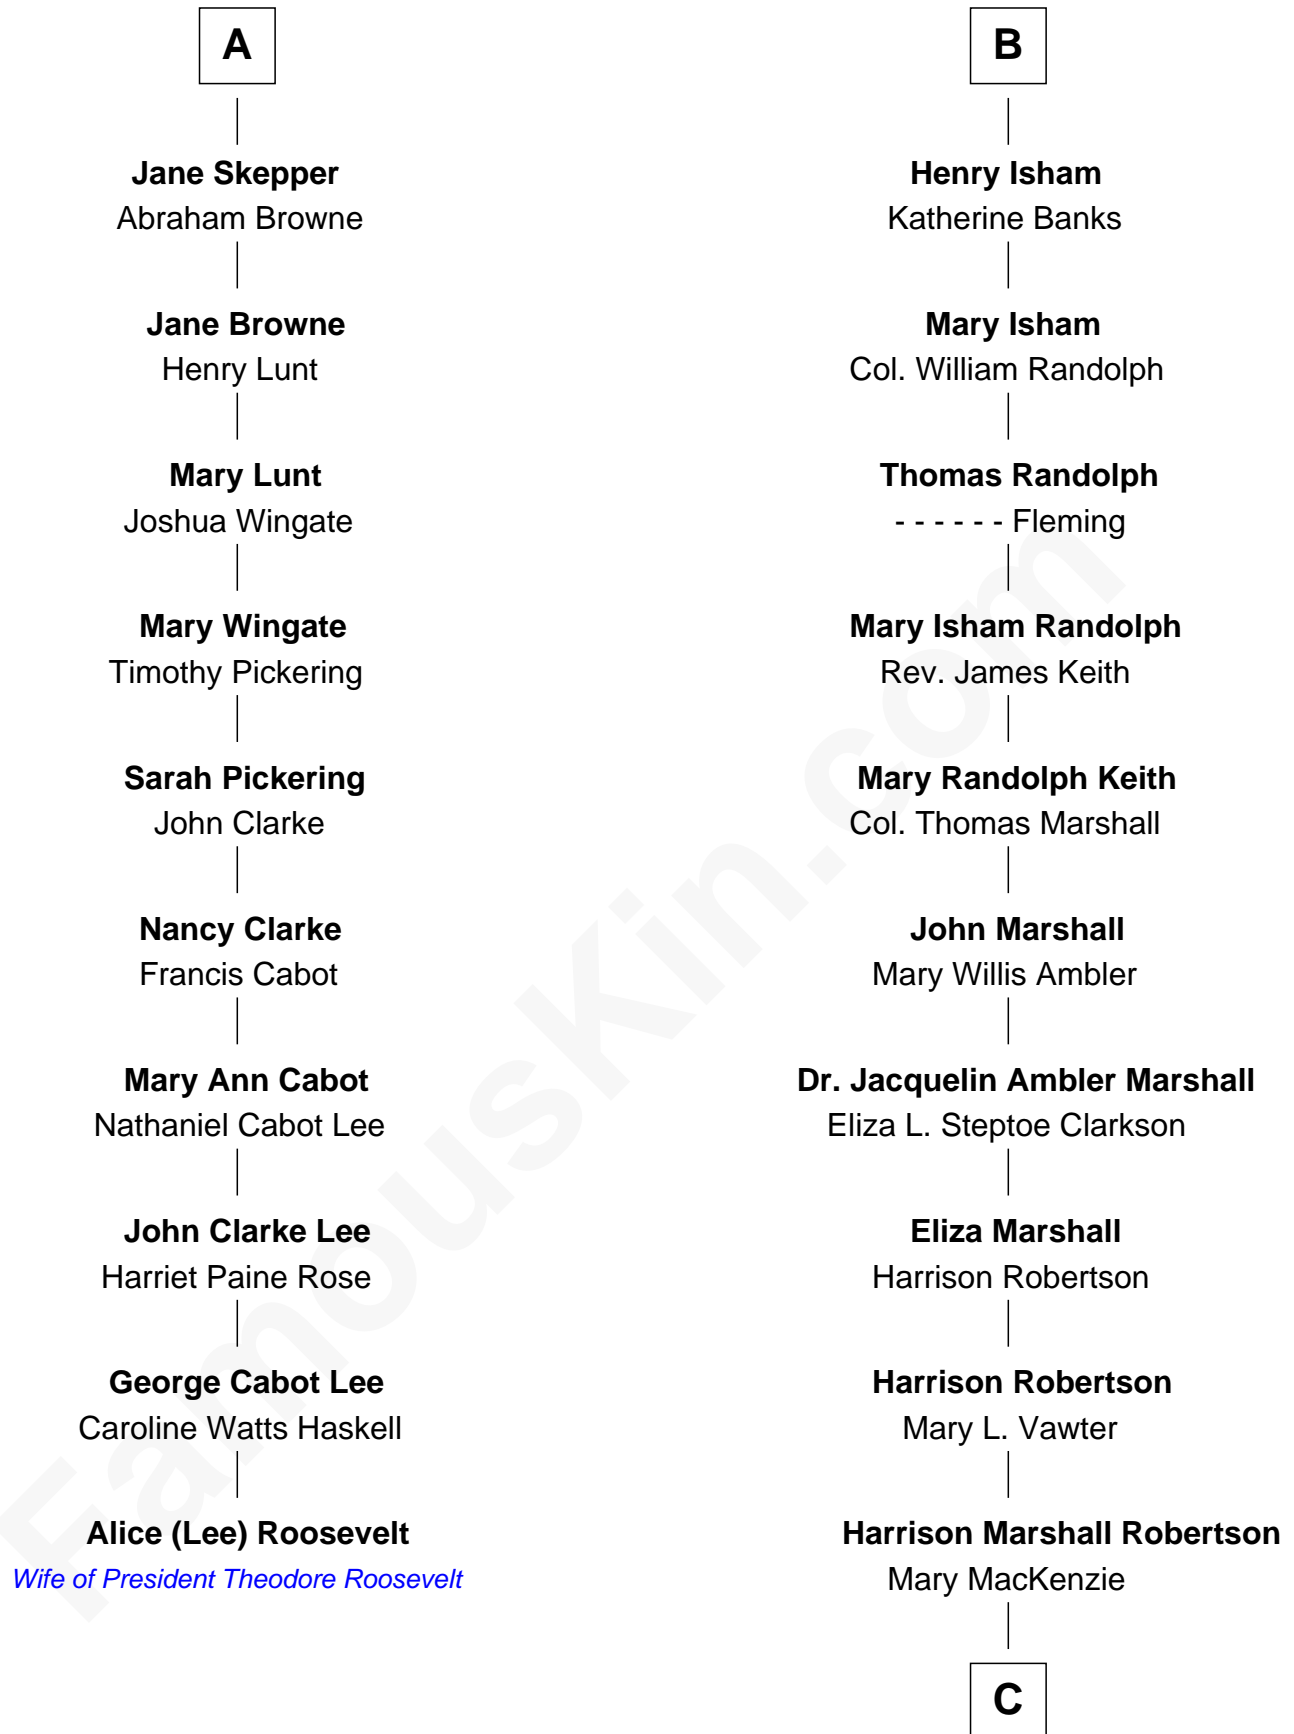 A
Jane Skepper
Abraham Browne
Jane Browne
Henry Lunt
Mary Lunt
Joshua Wingate
Mary Wingate
Timothy Pickering
Sarah Pickering
John Clarke
Nancy Clarke
Francis Cabot
Mary Ann Cabot
Nathaniel Cabot Lee
John Clarke Lee
Harriet Paine Rose
George Cabot Lee
Caroline Watts Haskell
Alice (Lee) Roosevelt
Wife of President Theodore Roosevelt
B
Henry Isham
Katherine Banks
Mary Isham
Col. William Randolph
Thomas Randolph
- - - - - - Fleming
Mary Isham Randolph
Rev. James Keith
Mary Randolph Keith
Col. Thomas Marshall
John Marshall
Mary Willis Ambler
Dr. Jacquelin Ambler Marshall
Eliza L. Steptoe Clarkson
Eliza Marshall
Harrison Robertson
Harrison Robertson
Mary L. Vawter
Harrison Marshall Robertson
Mary MacKenzie
C
FamousKin.com